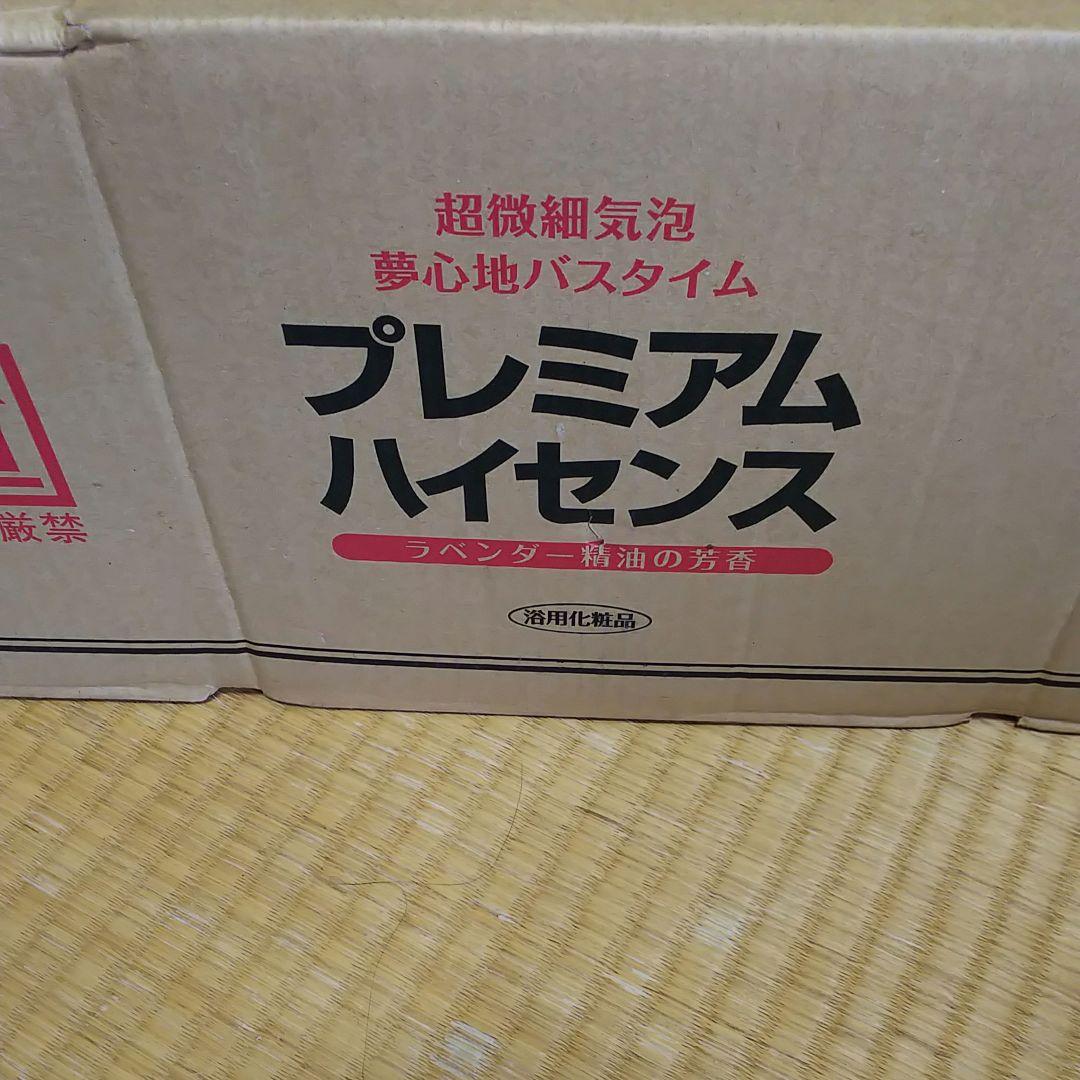 超微細気泡
夢心地バスタイム
プレミアム
ハイセンス
ラベンダー精油の芳香
浴用化粧品
厳禁